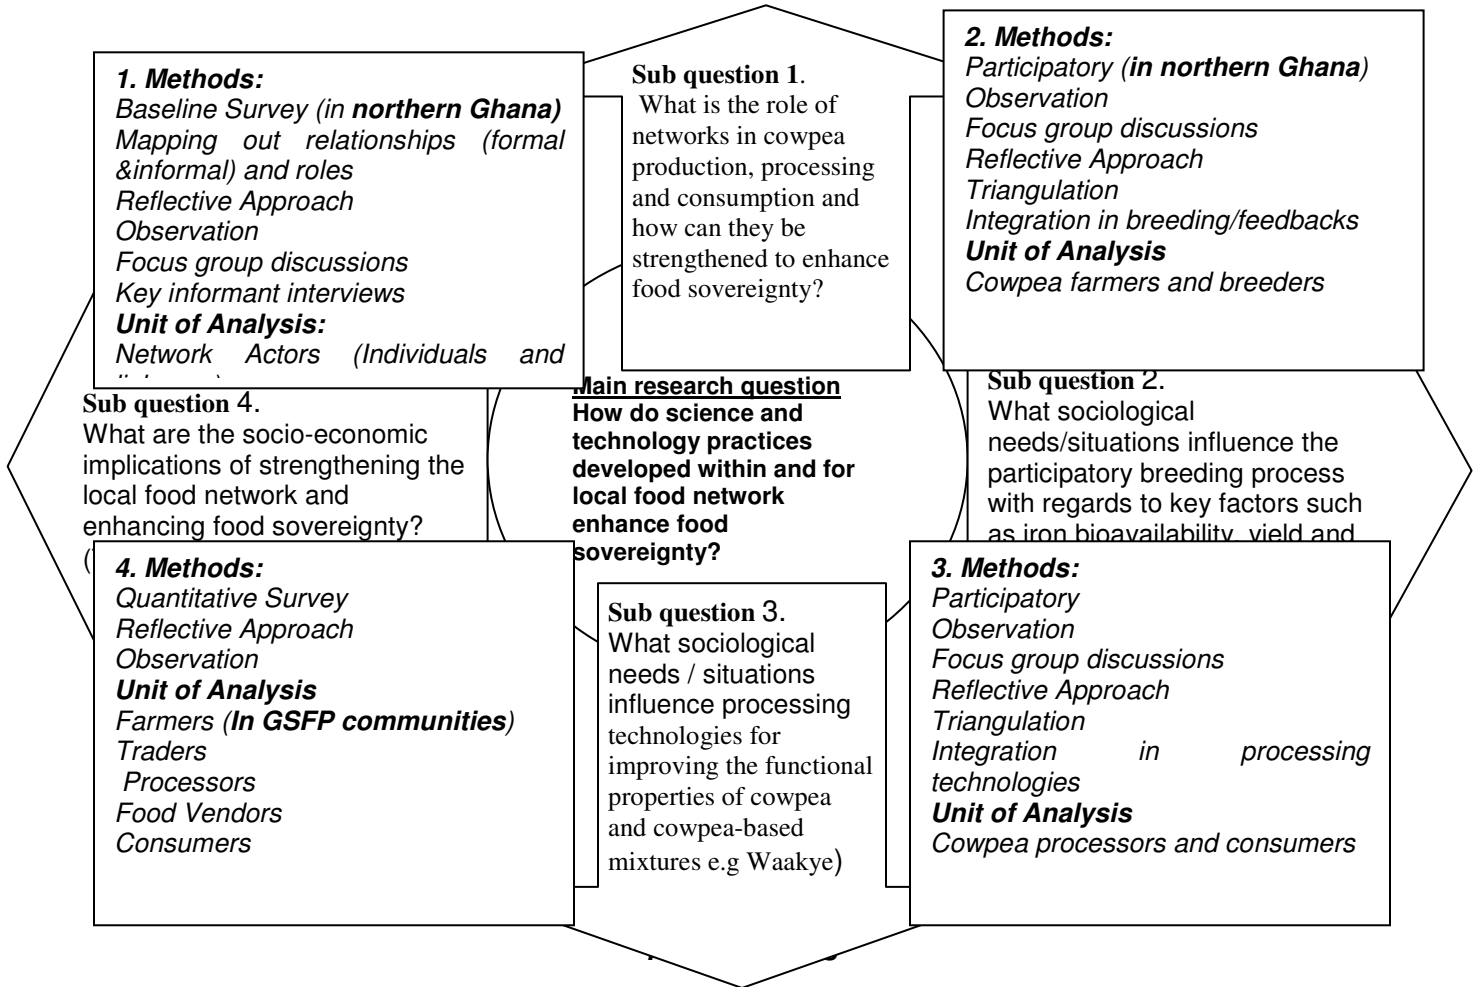 1. Methods:
Baseline Survey (in northern Ghana)
Mapping out relationships (formal
&informal) and roles
Reflective Approach
Observation
Focus group discussions
Key informant interviews
Unit of Analysis:
Network Actors (Individuals and
Sub question 1.
What is the role of
networks in cowpea
production, processing
and consumption and
how can they be
strengthened to enhance
food sovereignty?
2. Methods:
Participatory (in northern Ghana)
Observation
Focus group discussions
Reflective Approach
Triangulation
Integration in breeding/feedbacks
Unit of Analysis
Cowpea farmers and breeders
Sub question 4.
What are the socio-economic
implications of strengthening the
local food network and
enhancing food sovereignty?
(
Main research question
How do science and
technology practices
developed within and for
local food network
enhance food
sovereignty?
Sub question 2.
What sociological
needs/situations influence the
participatory breeding process
with regards to key factors such
as iron bioavailability, yield and
4. Methods:
Quantitative Survey
Reflective Approach
Observation
Unit of Analysis
Farmers (In GSFP communities)
Traders
Processors
Food Vendors
Consumers
Sub question 3.
What sociological
needs / situations
influence processing
technologies for
improving the functional
properties of cowpea
and cowpea-based
mixtures e.g Waakye)
3. Methods:
Participatory
Observation
Focus group discussions
Reflective Approach
Triangulation
Integration in processing
technologies
Unit of Analysis
Cowpea processors and consumers